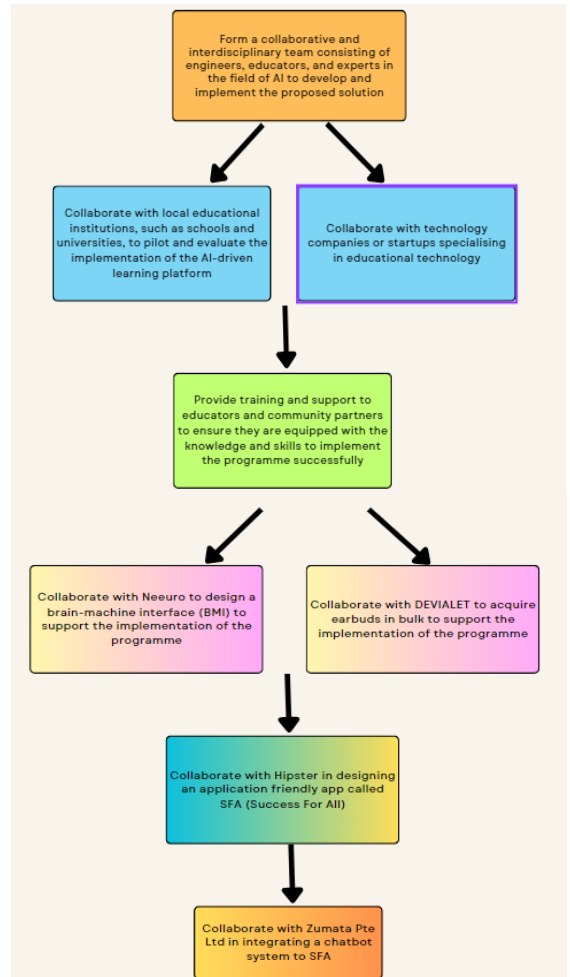 Form a collaborative and
interdisciplinary team consisting of
engineers, educators, and experts in
the field of AI to develop and
implement the proposed solution
Collaborate with local educational
institutions, such as schools and
universities, to pilot and evaluate the
implementation of the AI-driven
learning platform
Collaborate with technology
companies or startups specialising
in educational technology
Provide training and support to
educators and community partners
to ensure they are equipped with the
knowledge and skills to implement
the programme successfully
Collaborate with Neeuro to design a
brain-machine interface (BMI) to
support the implementation of the
programme
Collaborate with DEVIALET to acquire
earbuds in bulk to support the
implementation of the programme
Collaborate with Hipster in designing
an application friendly app called
SFA (Success For All)
Collaborate with Zumata Pte
Ltd in integrating a chatbot
system to SFA